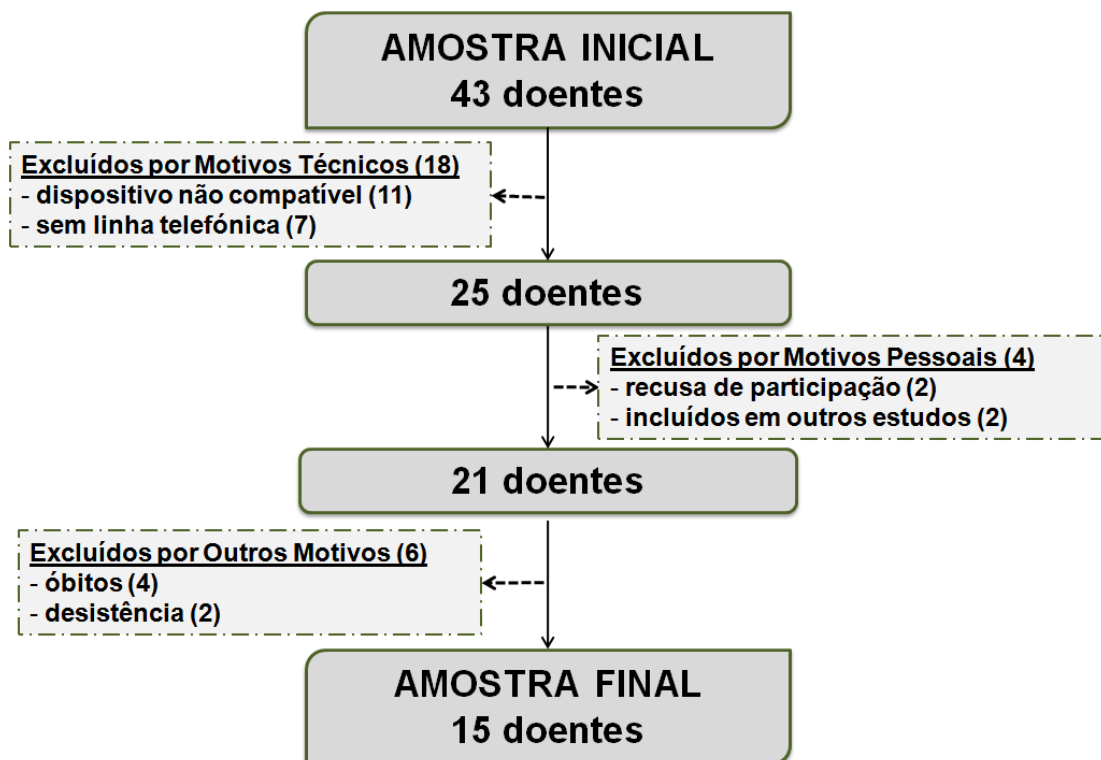 AMOSTRA INICIAL
43 doentes
Excluídos por Motivos Técnicos (18)
- dispositivo não compatível (11)
- sem linha telefónica (7)
25 doentes
Excluídos por Motivos Pessoais (4)
- recusa de participação (2)
- incluídos em outros estudos (2)
21 doentes
Excluídos por Outros Motivos (6)
- óbitos (4)
- desistência (2)
AMOSTRA FINAL
15 doentes